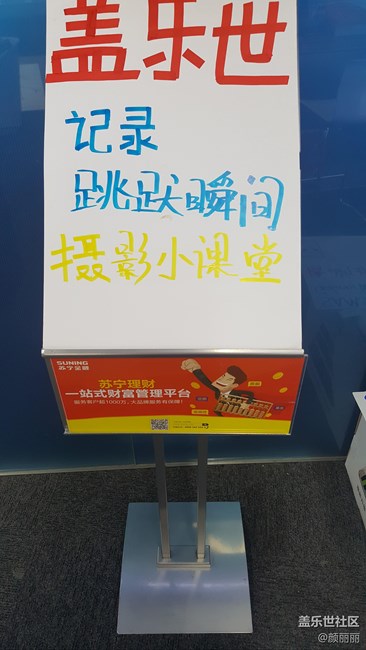 盖乐世
记录
跳跃瞬间
摄影小课堂
SUNING
苏宁金融
苏宁理财
一站式财富管理平台
盖乐世社区
@颜丽丽